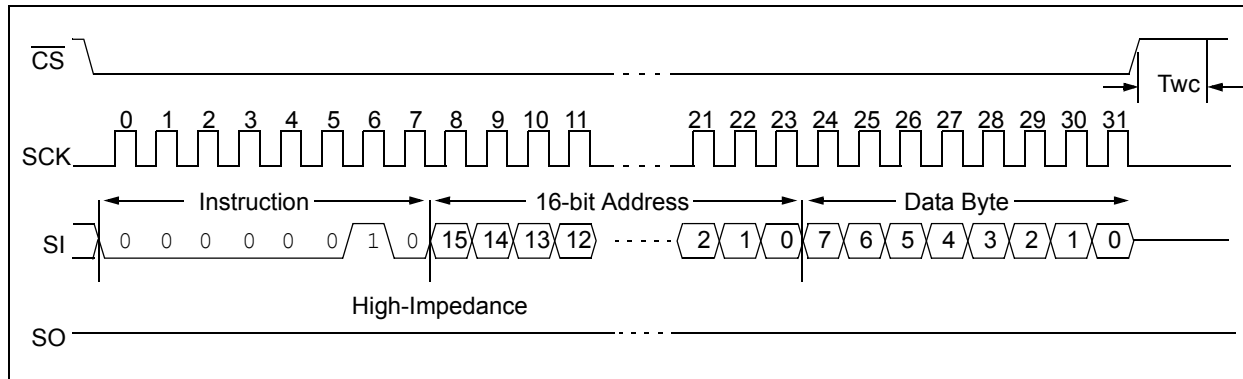 CS
Twc
0 1 2 3 4 5 6 7 8 9 10 11 21 22 23 24 25 26 27 28 29 30 31
SCK
Instruction 16-bit Address Data Byte
SI 0 0 0 0 0 0 1 0 15 14 13 12 2 1 0 7 6 5 4 3 2 1 0
High-Impedance
SO